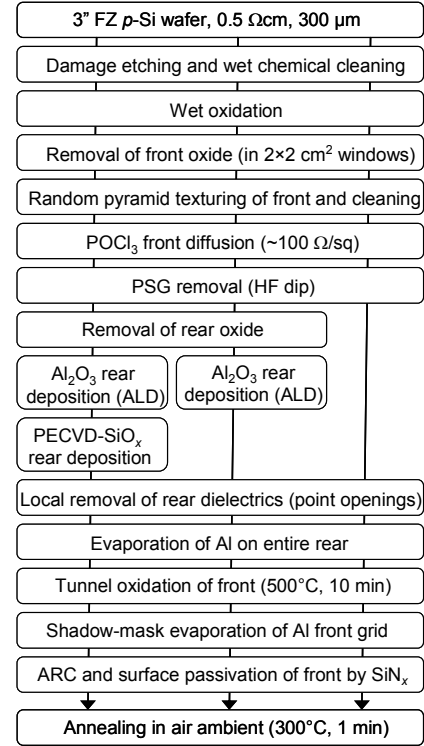 3” FZ p-Si wafer, 0.5 Ωcm, 300 µm
Damage etching and wet chemical cleaning
Wet oxidation
Removal of front oxide (in 2×2 cm² windows)
Random pyramid texturing of front and cleaning
POCl₃ front diffusion (~100 Ω/sq)
PSG removal (HF dip)
Removal of rear oxide
Al₂O₃ rear
deposition (ALD)
Al₂O₃ rear
deposition (ALD)
PECVD-SiOₓ
rear deposition
Local removal of rear dielectrics (point openings)
Evaporation of Al on entire rear
Tunnel oxidation of front (500°C, 10 min)
Shadow-mask evaporation of Al front grid
ARC and surface passivation of front by SiNₓ
Annealing in air ambient (300°C, 1 min)